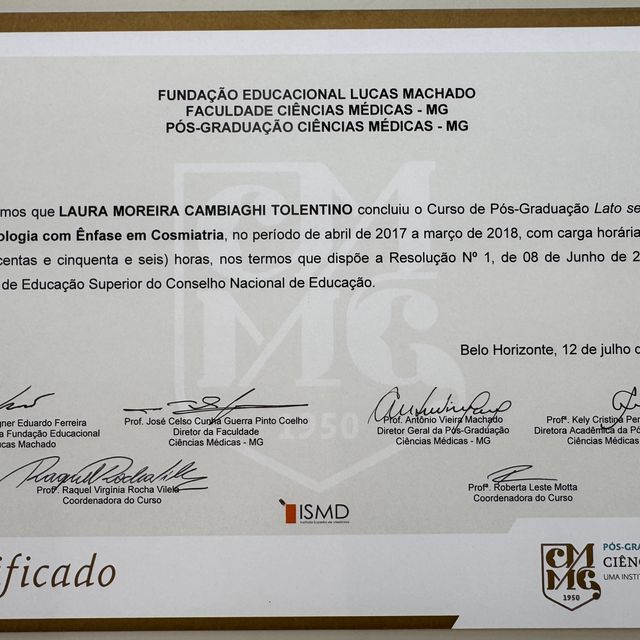 FUNDAÇÃO EDUCACIONAL LUCAS MACHADO
FACULDADE CIÊNCIAS MÉDICAS - MG
PÓS-GRADUAÇÃO CIÊNCIAS MÉDICAS - MG
mos que LAURA MOREIRA CAMBIAGHI TOLENTINO concluiu o Curso de Pós-Graduação Lato se
ologia com Ênfase em Cosmiatria, no período de abril de 2017 a março de 2018, com carga horária
centas e cinquenta e seis) horas, nos termos que dispõe a Resolução Nº 1, de 08 de Junho de 2
de Educação Superior do Conselho Nacional de Educação.
Belo Horizonte, 12 de julho d
gner Eduardo Ferreira
a Fundação Educacional
ucas Machado
Prof. José Celso Cunha Guerra Pinto Coelho
Diretor da Faculdade
Ciências Médicas - MG
Prof. Antônio Vieira Machado
Diretor Geral da Pós-Graduação
Ciências Médicas - MG
Profª. Kely Cristina Per
Diretora Acadêmica da Pó
Ciências Médicas
Profª. Raquel Virgínia Rocha Vilela
Coordenadora do Curso
Profª. Roberta Leste Motta
Coordenadora do Curso
ISMD
ificado
CMMG
1950
PÓS-GRA
CIÊNC
UMA INSTIT
CMMG
1950